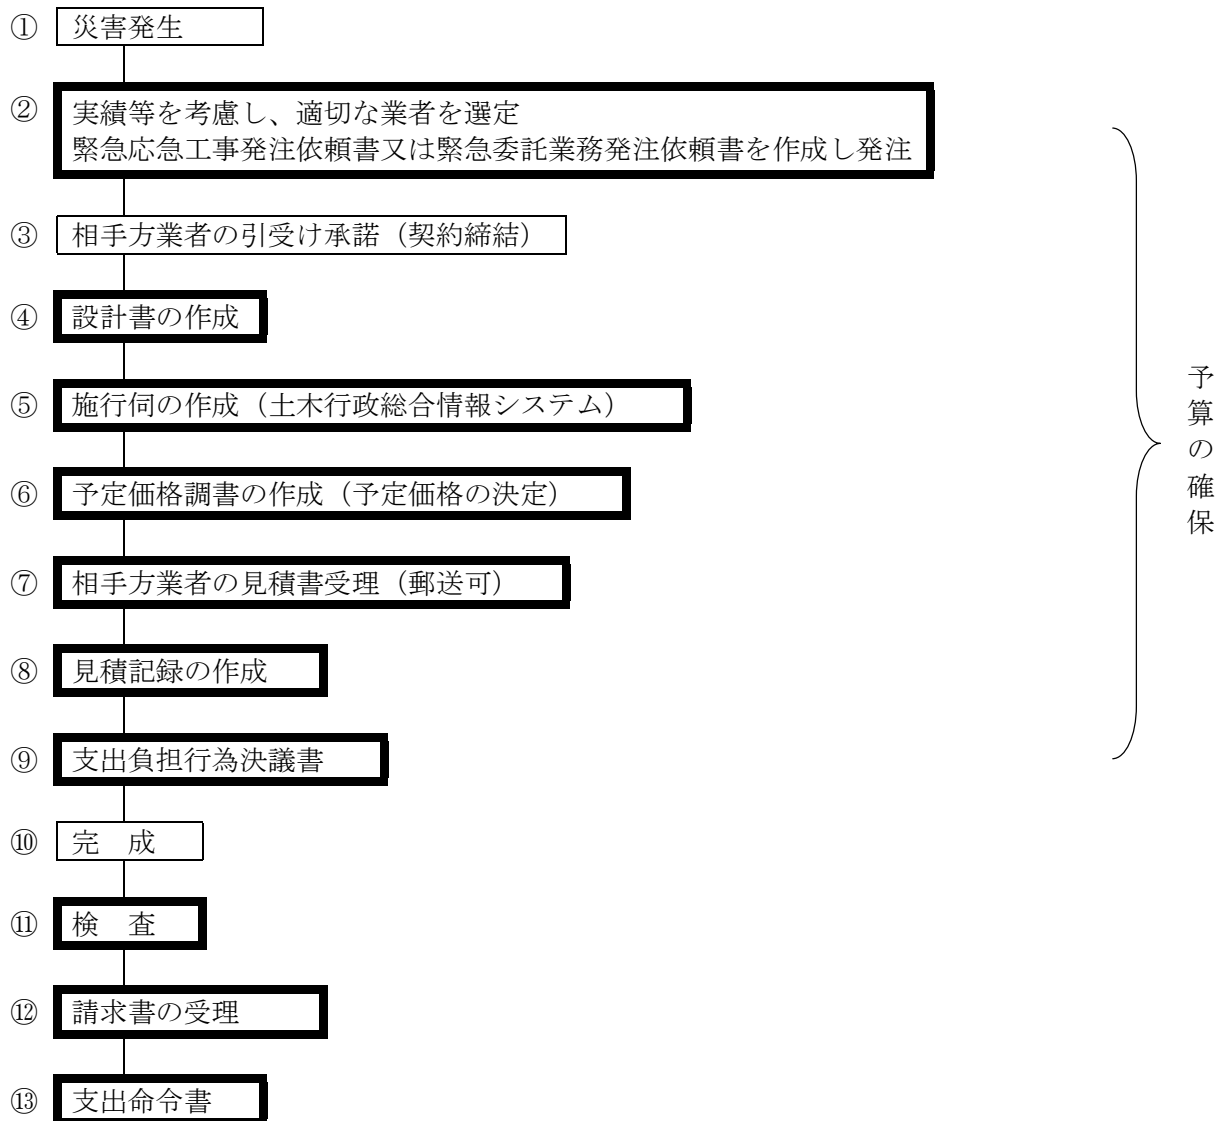 ① 災害発生
② 実績等を考慮し、適切な業者を選定
緊急応急工事発注依頼書又は緊急委託業務発注依頼書を作成し発注
③ 相手方業者の引受け承諾（契約締結）
④ 設計書の作成
⑤ 施行伺の作成（土木行政総合情報システム）
⑥ 予定価格調書の作成（予定価格の決定）
⑦ 相手方業者の見積書受理（郵送可）
⑧ 見積記録の作成
⑨ 支出負担行為決議書
⑩ 完　成
⑪ 検　査
⑫ 請求書の受理
⑬ 支出命令書
予算の確保